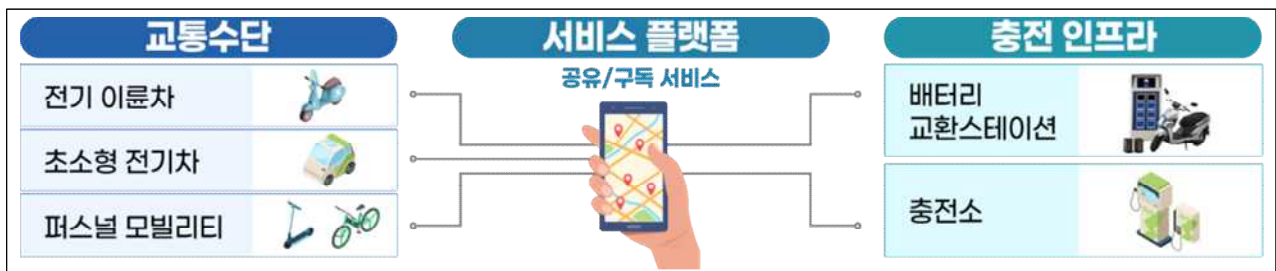 교통수단
전기 이륜차
초소형 전기차
퍼스널 모빌리티
서비스 플랫폼
공유/구독 서비스
충전 인프라
배터리
교환스테이션
충전소